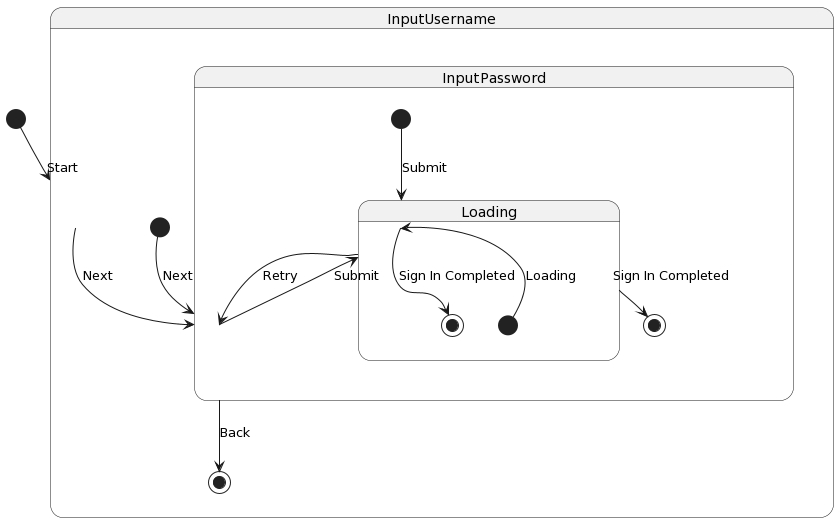 InputUsername
InputPassword
Start
Submit
Loading
Next
Next
Retry
Submit
Sign In Completed
Loading
Sign In Completed
Back